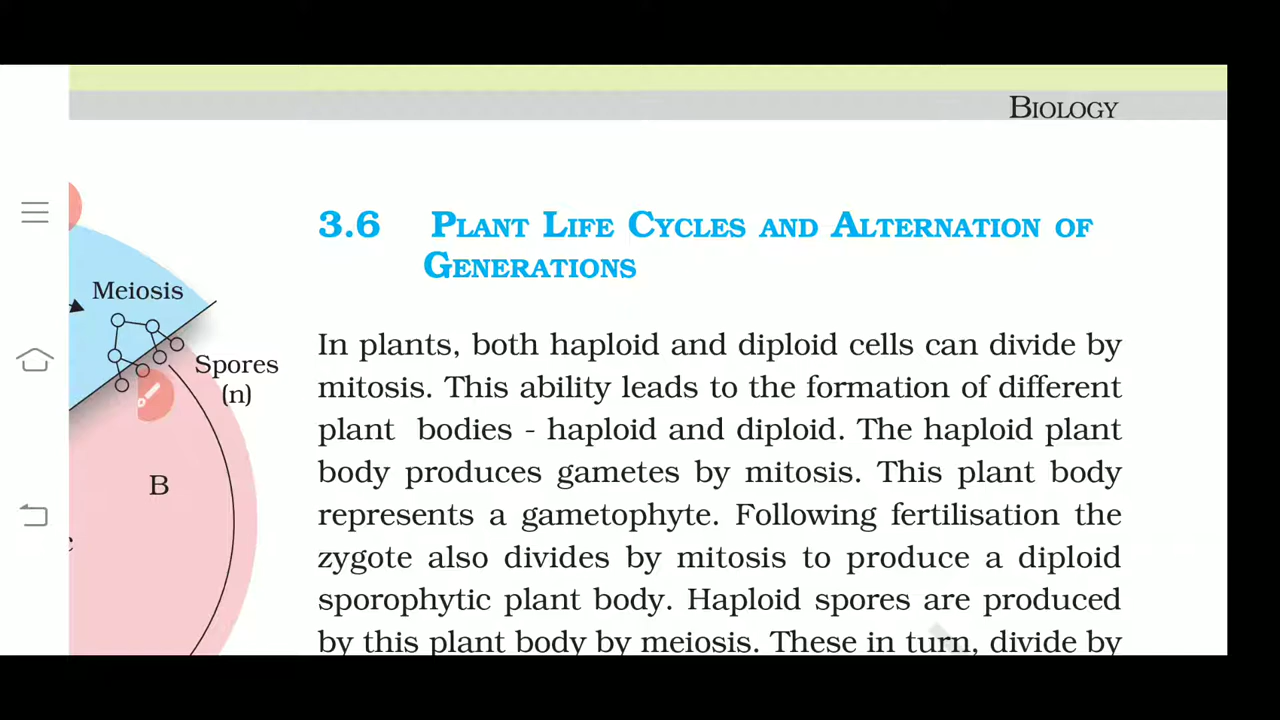 BIOLOGY
3.6 PLANT LIFE CYCLES AND ALTERNATION OF
GENERATIONS
Meiosis
Spores
(n)
B
c
In plants, both haploid and diploid cells can divide by
mitosis. This ability leads to the formation of different
plant bodies - haploid and diploid. The haploid plant
body produces gametes by mitosis. This plant body
represents a gametophyte. Following fertilisation the
zygote also divides by mitosis to produce a diploid
sporophytic plant body. Haploid spores are produced
by this plant body by meiosis. These in turn, divide by